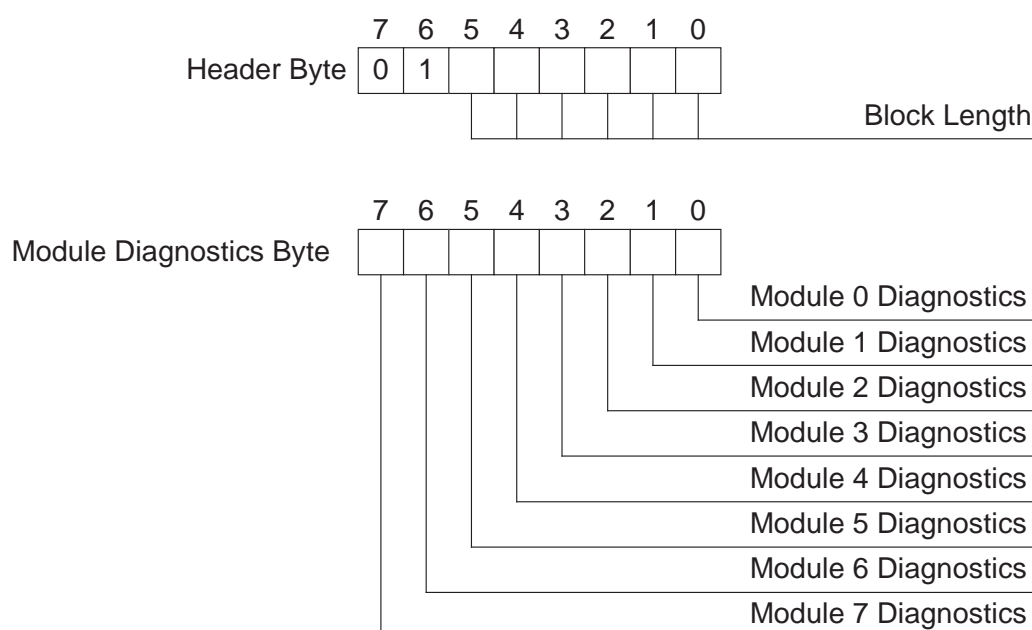 7 6 5 4 3 2 1 0
Header Byte 0 1
Block Length
7 6 5 4 3 2 1 0
Module Diagnostics Byte
Module 0 Diagnostics
Module 1 Diagnostics
Module 2 Diagnostics
Module 3 Diagnostics
Module 4 Diagnostics
Module 5 Diagnostics
Module 6 Diagnostics
Module 7 Diagnostics